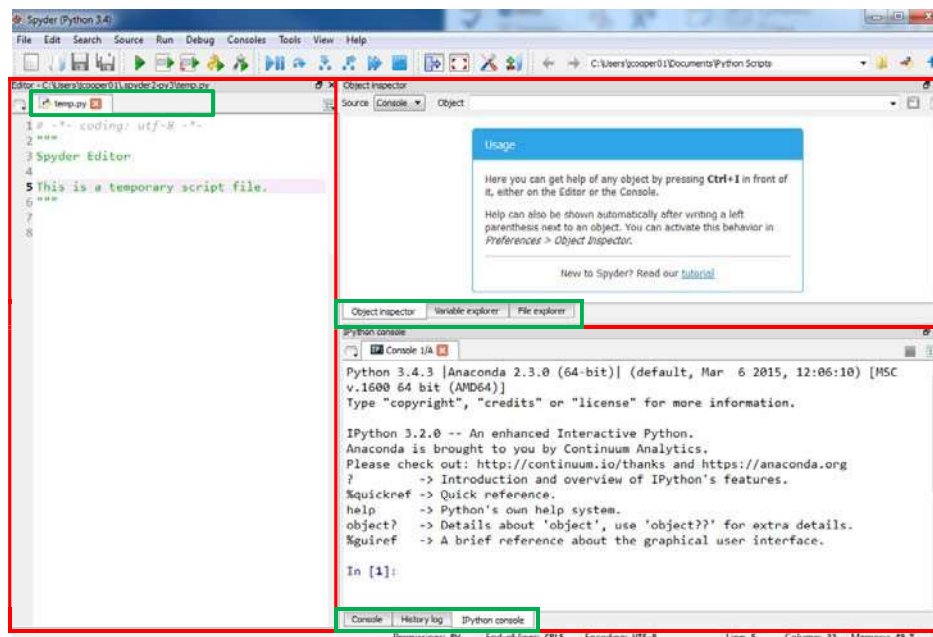 Spyder (Python 3.4)
File Edit Search Source Run Debug Consoles Tools View Help
C:\Users\jcooper01\Documents\Python Scripts
Editor - C:\Users\jcooper01\.spyder2-py3\temp.py
temp.py
1 # -*- coding: utf-8 -*-
2 """
3 Spyder Editor
4
5 This is a temporary script file.
6 """
7
8
Object inspector
Source Console Object
Usage
Here you can get help of any object by pressing Ctrl+I in front of
it, either on the Editor or the Console.
Help can also be shown automatically after writing a left
parenthesis next to an object. You can activate this behavior in
Preferences > Object Inspector.
New to Spyder? Read our tutorial
Object inspector Variable explorer File explorer
IPython console
Console 1/A
Python 3.4.3 |Anaconda 2.3.0 (64-bit)| (default, Mar 6 2015, 12:06:10) [MSC
v.1600 64 bit (AMD64)]
Type "copyright", "credits" or "license" for more information.
IPython 3.2.0 -- An enhanced Interactive Python.
Anaconda is brought to you by Continuum Analytics.
Please check out: http://continuum.io/thanks and https://anaconda.org
? -> Introduction and overview of IPython's features.
%quickref -> Quick reference.
help -> Python's own help system.
object? -> Details about 'object', use 'object??' for extra details.
%guiref -> A brief reference about the graphical user interface.
In [1]:
Console History log IPython console